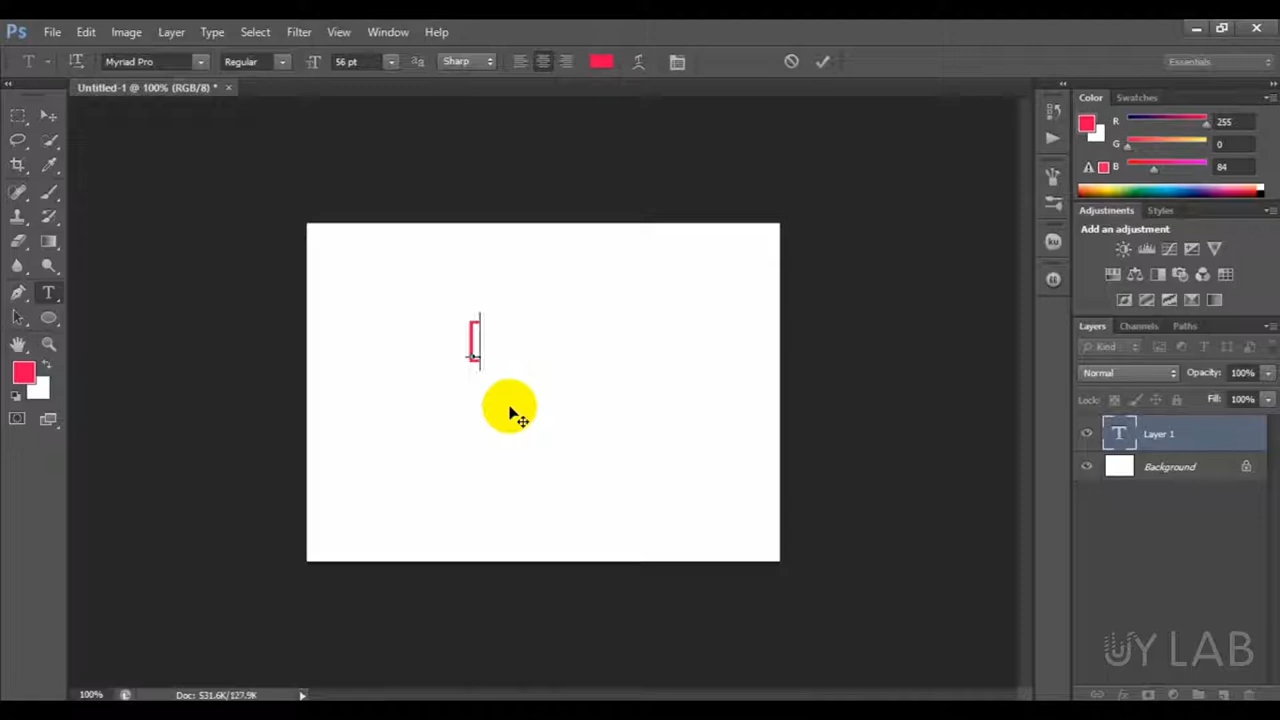 Ps File Edit Image Layer Type Select Filter View Window Help
T Myriad Pro Regular 56 pt Sharp Essentials
Untitled-1 @ 100% (RGB/8) * ×
Color Swatches
R 255
G 0
B 84
Adjustments Styles
Add an adjustment
[
Layers Channels Paths
Kind
Normal Opacity: 100%
Lock: Fill: 100%
T Layer 1
Background
UY LAB
100% Doc: 531.6K/127.9K